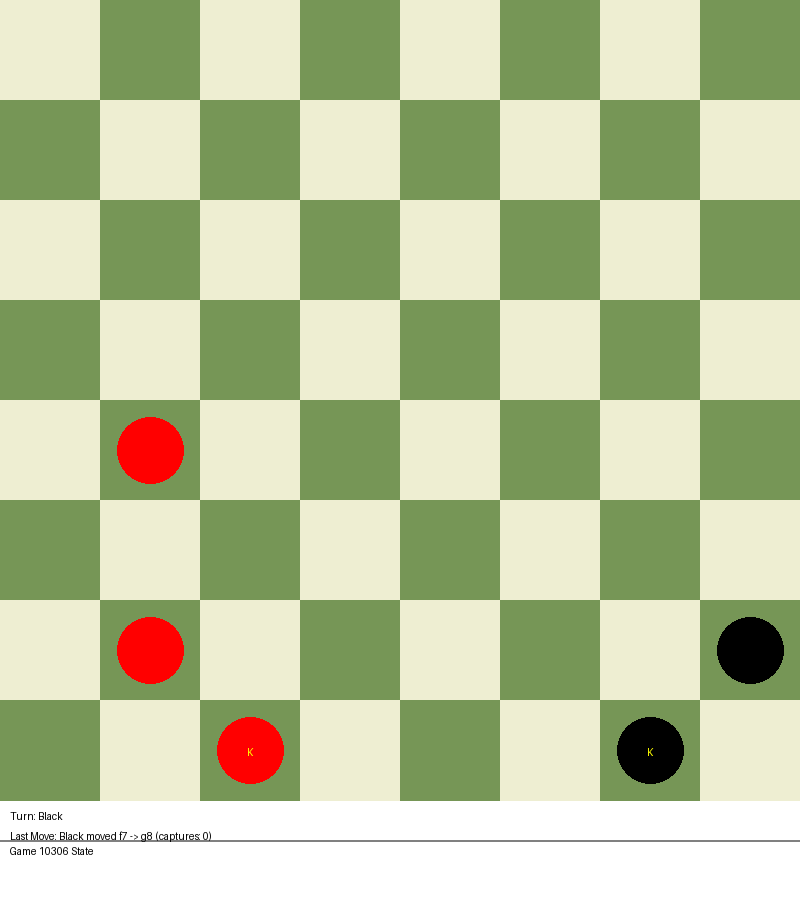 K
K
Turn: Black
Last Move: Black moved f7 -> g8 (captures: 0)
Game 10306 State